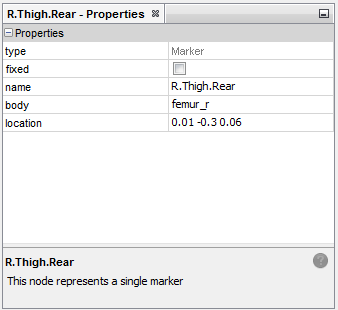 R.Thigh.Rear - Properties
Properties
type Marker
fixed
name R.Thigh.Rear
body femur_r
location 0.01 -0.3 0.06
R.Thigh.Rear ?
This node represents a single marker